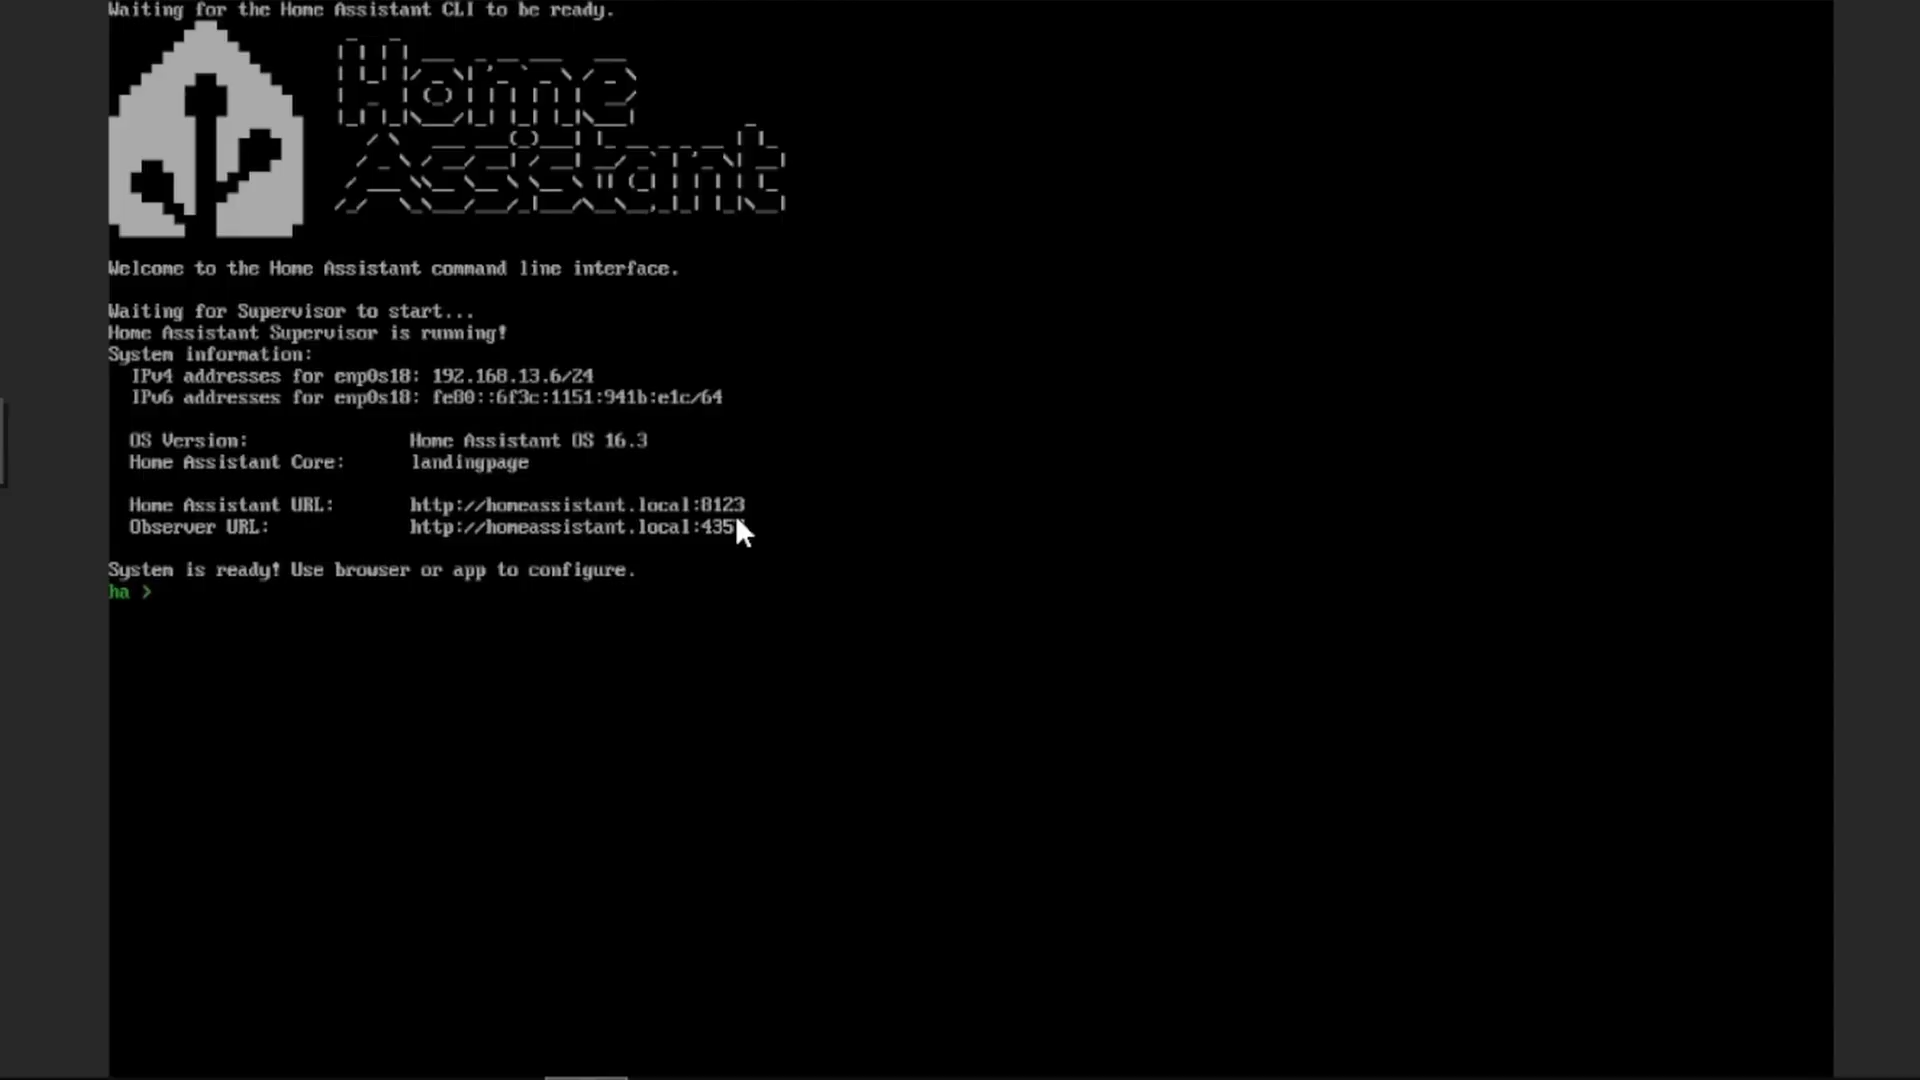 Waiting for the Home Assistant CLI to be ready.
Home
Assistant
Welcome to the Home Assistant command line interface.
Waiting for Supervisor to start...
Home Assistant Supervisor is running!
System information:
IPv4 addresses for enp0s18: 192.168.13.6/24
IPv6 addresses for enp0s18: fe80::6f3c:1151:941b:e1c/64
OS Version: Home Assistant OS 16.3
Home Assistant Core: landingpage
Home Assistant URL: http://homeassistant.local:8123
Observer URL: http://homeassistant.local:435
System is ready! Use browser or app to configure.
ha >